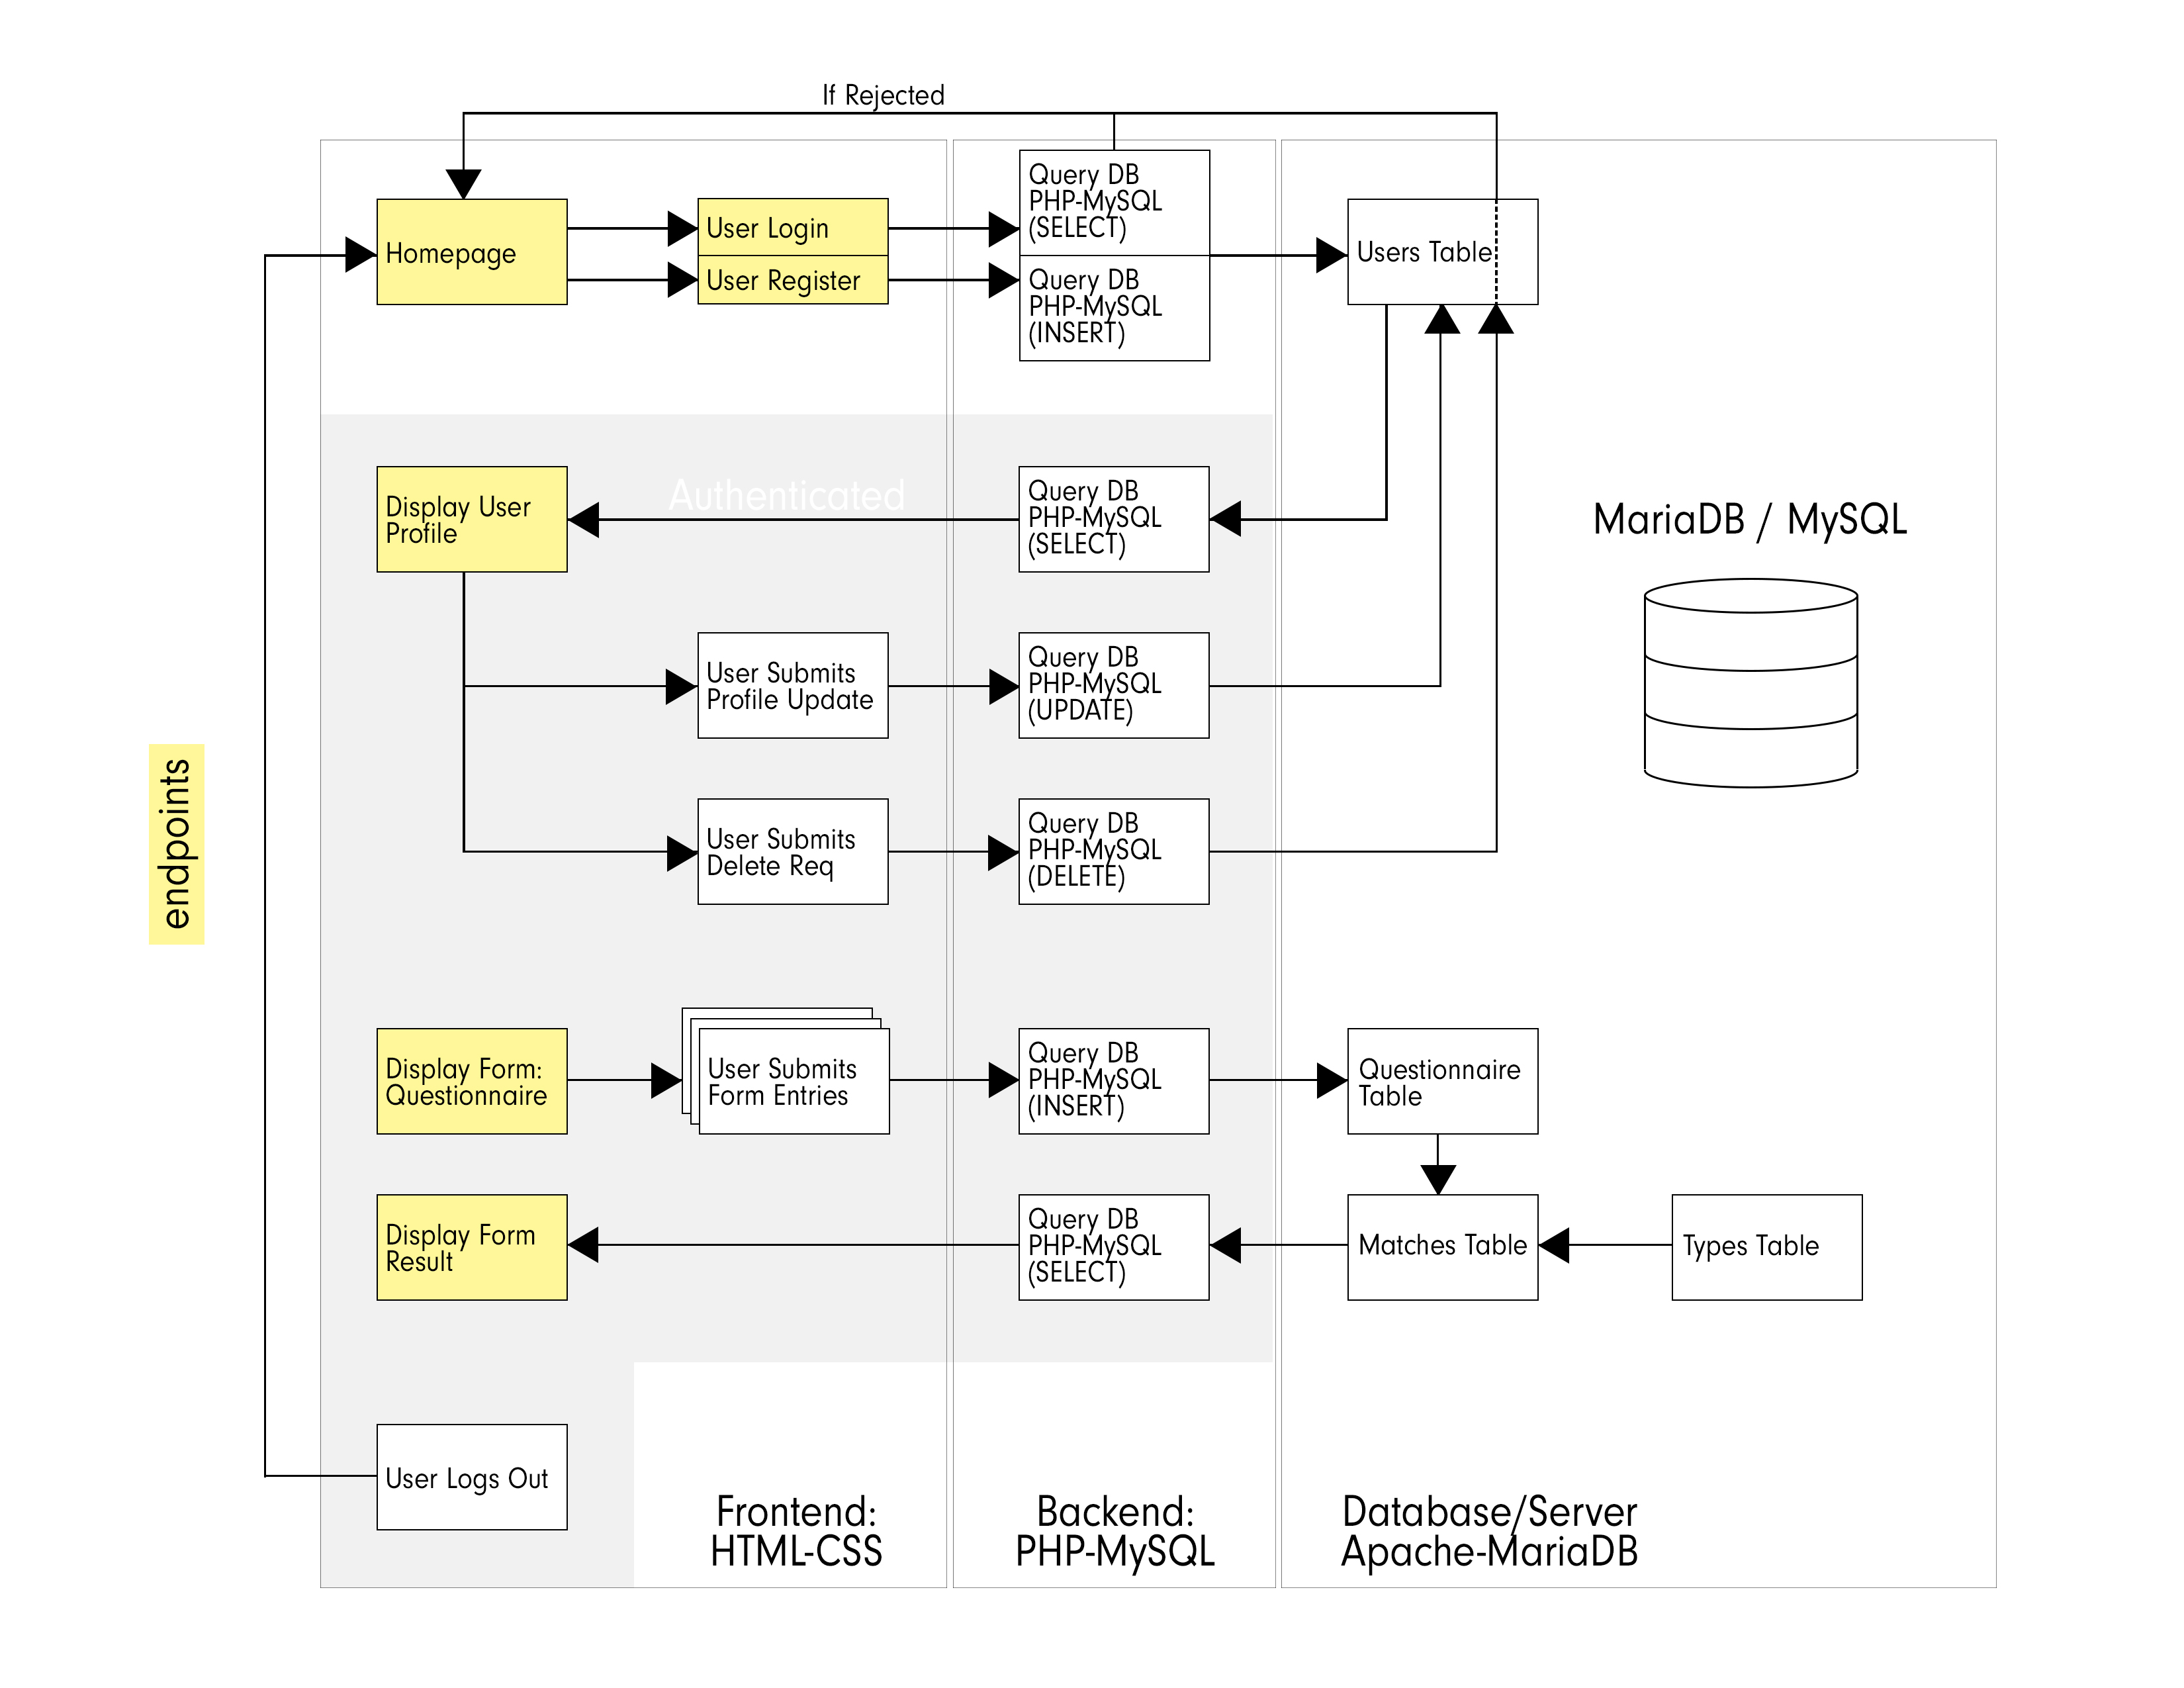 If Rejected
Homepage
User Login
User Register
Query DB
PHP-MySQL
(SELECT)
Query DB
PHP-MySQL
(INSERT)
Users Table
Authenticated
Display User
Profile
Query DB
PHP-MySQL
(SELECT)
MariaDB / MySQL
User Submits
Profile Update
Query DB
PHP-MySQL
(UPDATE)
endpoints
User Submits
Delete Req
Query DB
PHP-MySQL
(DELETE)
Display Form:
Questionnaire
User Submits
Form Entries
Query DB
PHP-MySQL
(INSERT)
Questionnaire
Table
Display Form
Result
Query DB
PHP-MySQL
(SELECT)
Matches Table
Types Table
User Logs Out
Frontend:
HTML-CSS
Backend:
PHP-MySQL
Database/Server
Apache-MariaDB